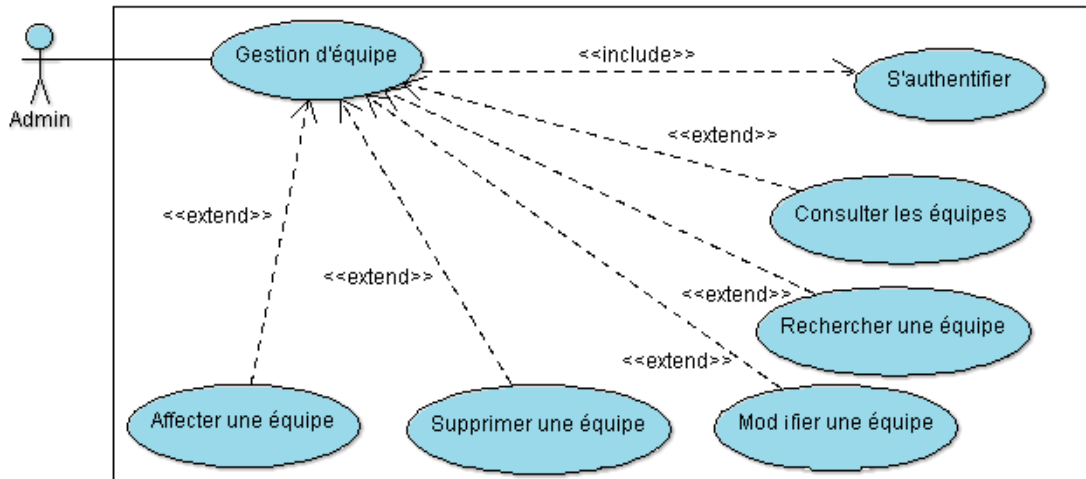 Gestion d'équipe
<<include>>
S'authentifier
Admin
<<extend>>
Consulter les équipes
<<extend>>
<<extend>>
<<extend>>
Rechercher une équipe
<<extend>>
Affecter une équipe
Supprimer une équipe
Mod ifier une équipe